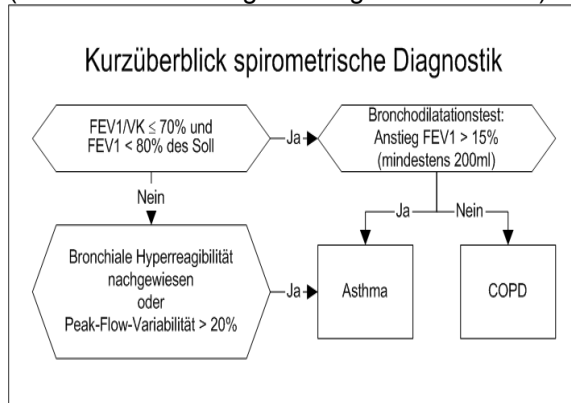 Kurzüberblick spirometrische Diagnostik
FEV1/VK ≤ 70% und
FEV1 < 80% des Soll
Ja
Bronchodilatationstest:
Anstieg FEV1 > 15%
(mindestens 200ml)
Nein
Ja
Nein
Bronchiale Hyperreagibilität
nachgewiesen
oder
Peak-Flow-Variabilität > 20%
Ja
Asthma
COPD